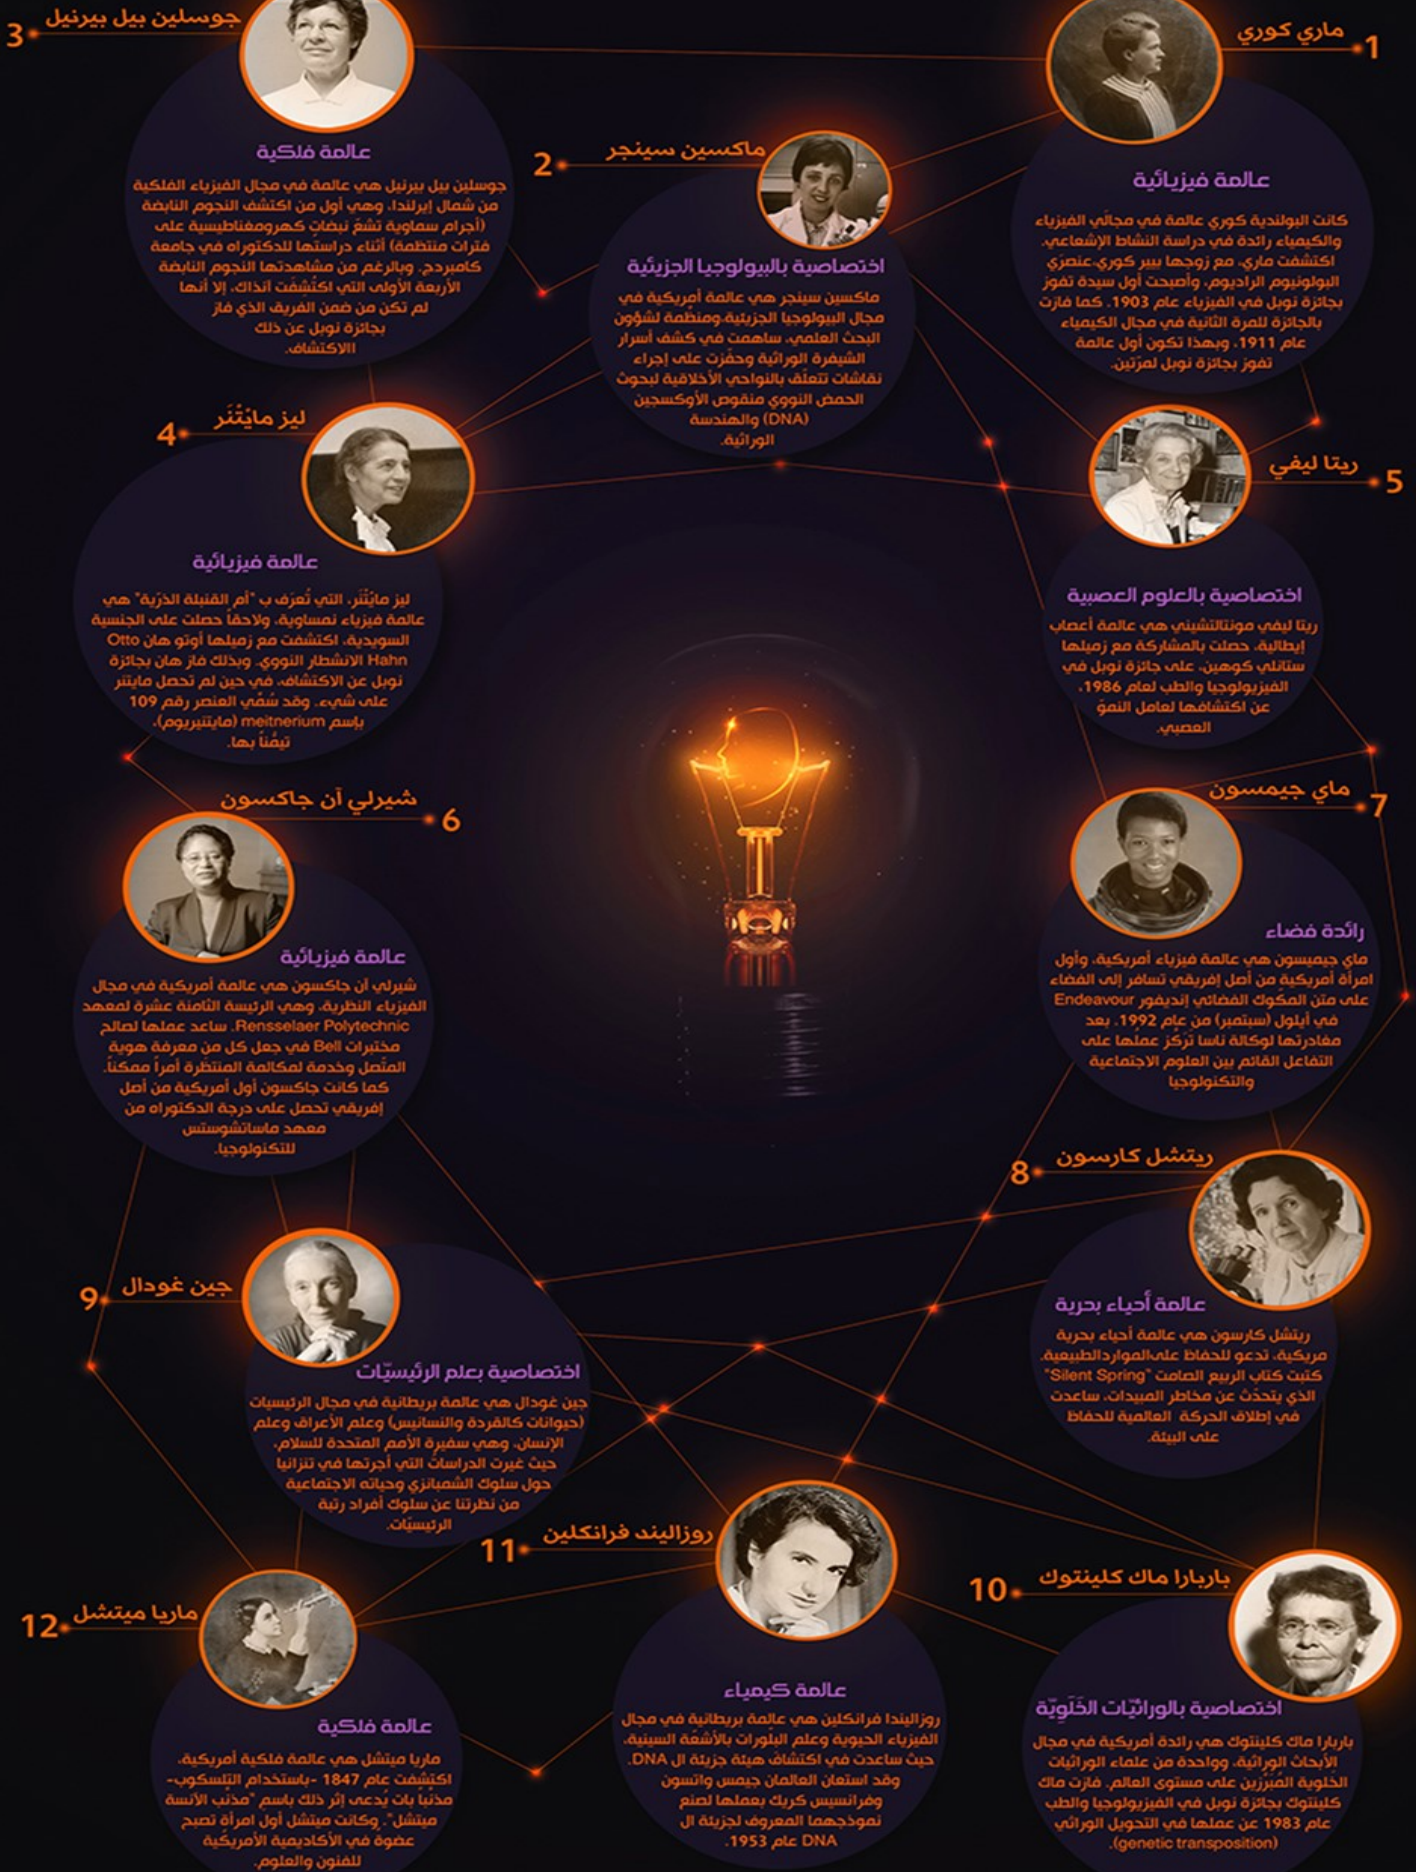 ماري كوري
1
عالمة فيزيائية
كانت البولندية كوري عالمة في مجالي الفيزياء
والكيمياء رائدة في دراسة النشاط الإشعاعي.
اكتشفت ماري، مع زوجها بيير كوري،عنصري
البولونيوم الراديوم، وأصبحت أول سيدة تفوز
بجائزة نوبل في الفيزياء عام 1903. كما فازت
بالجائزة للمرة الثانية في مجال الكيمياء
عام 1911، وبهذا تكون أول عالمة
تفوز بجائزة نوبل لمرّتين.
ماكسين سينجر
2
اختصاصية بالبيولوجيا الجزيئية
ماكسين سينجر هي عالمة أمريكية في
مجال البيولوجيا الجزيئية،ومنظّمة لشؤون
البحث العلمي، ساهمت في كشف أسرار
الشيفرة الوراثية وحفّزت على إجراء
نقاشات تتعلّق بالنواحي الأخلاقية لبحوث
الحمض النووي منقوص الأوكسجين
(DNA) والهندسة
الوراثية.
جوسلين بيل بيرنيل
3
عالمة فلكية
جوسلين بيل بيرنيل هي عالمة في مجال الفيزياء الفلكية
من شمال إيرلندا، وهي أول من اكتشف النجوم النابضة
(أجرام سماوية تشعّ نبضاتٍ كهرومغناطيسية على
فترات منتظمة) أثناء دراستها للدكتوراه في جامعة
كامبردج. وبالرغم من مشاهدتها النجوم النابضة
الأربعة الأولى التي اكتُشِفَت آنذاك، إلا أنها
لم تكن من ضمن الفريق الذي فاز
بجائزة نوبل عن ذلك
االاكتشاف.
ليز مايْتْنَر
4
عالمة فيزيائية
ليز مايْتْنَر، التي تُعرَف ب "أم القنبلة الذرّية" هي
عالمة فيزياء نمساوية، ولاحقاً حصلت على الجنسية
السويدية. اكتشفت مع زميلها أوتو هان Otto
Hahn الانشطار النووي. وبذلك فاز هان بجائزة
نوبل عن الاكتشاف، في حين لم تحصل مايتنر
على شيء. وقد سُمّي العنصر رقم 109
بإسم meitnerium (مايتنيريوم)،
تيمُّناً بها.
ريتا ليفي
5
اختصاصية بالعلوم العصبية
ريتا ليفي مونتالتشيني هي عالمة أعصاب
إيطالية، حصلت بالمشاركة مع زميلها
ستانلي كوهين، على جائزة نوبل في
الفيزيولوجيا والطب لعام 1986،
عن اكتشافها لعامل النموّ
العصبي.
شيرلي آن جاكسون
6
عالمة فيزيائية
شيرلي آن جاكسون هي عالمة أمريكية في مجال
الفيزياء النظرية، وهي الرئيسة الثامنة عشرة لمعهد
Rensselaer Polytechnic. ساعد عملها لصالح
مختبرات Bell في جعل كل من معرفة هوية
المتّصل وخدمة لمكالمة المنتظرة أمراً ممكناً.
كما كانت جاكسون أول أمريكية من أصل
إفريقي تحصل على درجة الدكتوراه من
معهد ماساتشوستس
للتكنولوجيا.
ماي جيمسون
7
رائدة فضاء
ماي جيميسون هي عالمة فيزياء أمريكية، وأول
امرأة أمريكية من أصل إفريقي تسافر إلى الفضاء
على متن المكّوك الفضائي إنديفور Endeavour
في أيلول (سبتمبر) من عام 1992. بعد
مغادرتها لوكالة ناسا تركّز عملها على
التفاعل القائم بين العلوم الاجتماعية
والتكنولوجيا
ريتشل كارسون
8
عالمة أحياء بحرية
ريتشل كارسون هي عالمة أحياء بحرية
مريكية، تدعو للحفاظ علىالمواردالطبيعية.
كتبت كتاب الربيع الصامت "Silent Spring"
الذي يتحدّث عن مخاطر المبيدات، ساعدت
في إطلاق الحركة العالمية للحفاظ
على البيئة.
جين غودال
9
اختصاصية بعلم الرئيسيّات
جين غودال هي عالمة بريطانية في مجال الرئيسيات
(حيوانات كالقردة والنسانيس) وعلم الأعراق وعلم
الإنسان، وهي سفيرة الأمم المتحدة للسلام،
حيث غيرت الدراساتُ التي أجرتها في تنزانيا
حول سلوك الشمبانزي وحياته الاجتماعية
من نظرتنا عن سلوك أفراد رتبة
الرئيسيّات.
باربارا ماك كلينتوك
10
اختصاصية بالوراثيّات الخَلَويّة
باربارا ماك كلينتوك هي رائدة أمريكية في مجال
الأبحاث الوراثية، وواحدة من علماء الوراثيات
الخلوية المُبَرّزين على مستوى العالم. فازت ماك
كلينتوك بجائزة نوبل في الفيزيولوجيا والطب
عام 1983 عن عملها في التحويل الوراثي
(genetic transposition).
روزاليند فرانكلين
11
عالمة كيمياء
روزاليندا فرانكلين هي عالمة بريطانية في مجال
الفيزياء الحيوية وعلم البلّورات بالأشعّة السينية،
حيث ساعدت في اكتشاف هيئة جزيئة ال DNA.
وقد استعان العالمان جيمس واتسون
وفرانسيس كريك بعملها لصنع
نموذجهما المعروف لجزيئة ال
DNA عام 1953.
ماريا ميتشل
12
عالمة فلكية
ماريا ميتشل هي عالمة فلكية أمريكية،
اكتشفت عام 1847 -باستخدام التلسكوب-
مذنّبا بات يُدعى إثر ذلك باسم "مذنّب الآنسة
ميتشل". وكانت ميتشل أول امرأة تصبح
عضوة في الأكاديمية الأمريكية
للفنون والعلوم.